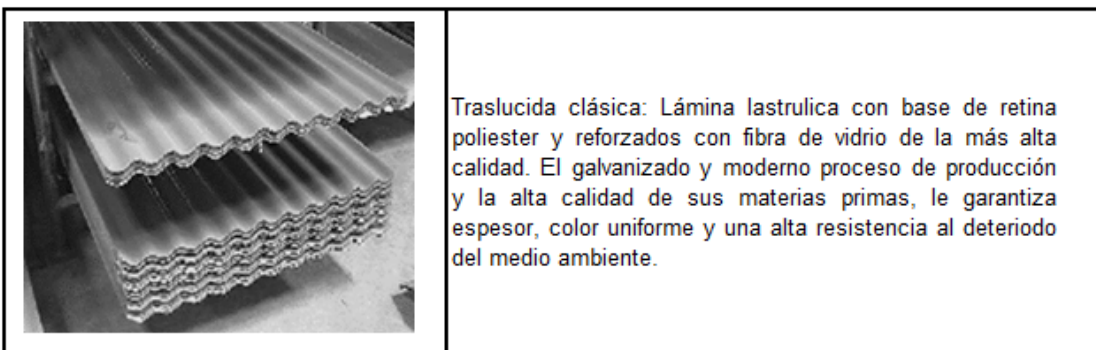 Traslucida clásica: Lámina lastrulica con base de retina
poliester y reforzados con fibra de vidrio de la más alta
calidad. El galvanizado y moderno proceso de producción
y la alta calidad de sus materias primas, le garantiza
espesor, color uniforme y una alta resistencia al deteriodo
del medio ambiente.